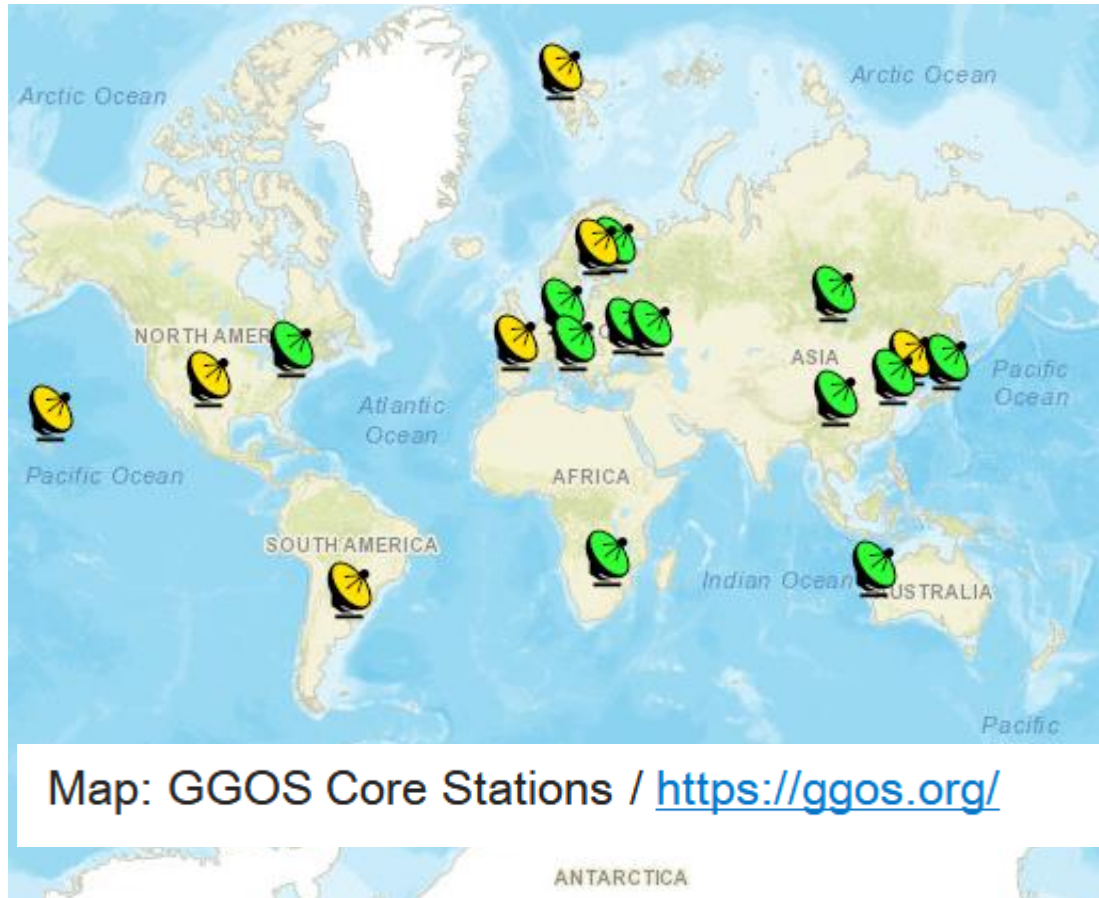 Arctic Ocean
Arctic Ocean
NORTH AMER
ASIA
Pacific
Ocean
Atlantic
Ocean
Pacific Ocean
AFRICA
SOUTH AMERICA
Indian Ocean
USTRALIA
Pacific
Map: GGOS Core Stations / https://ggos.org/
ANTARCTICA